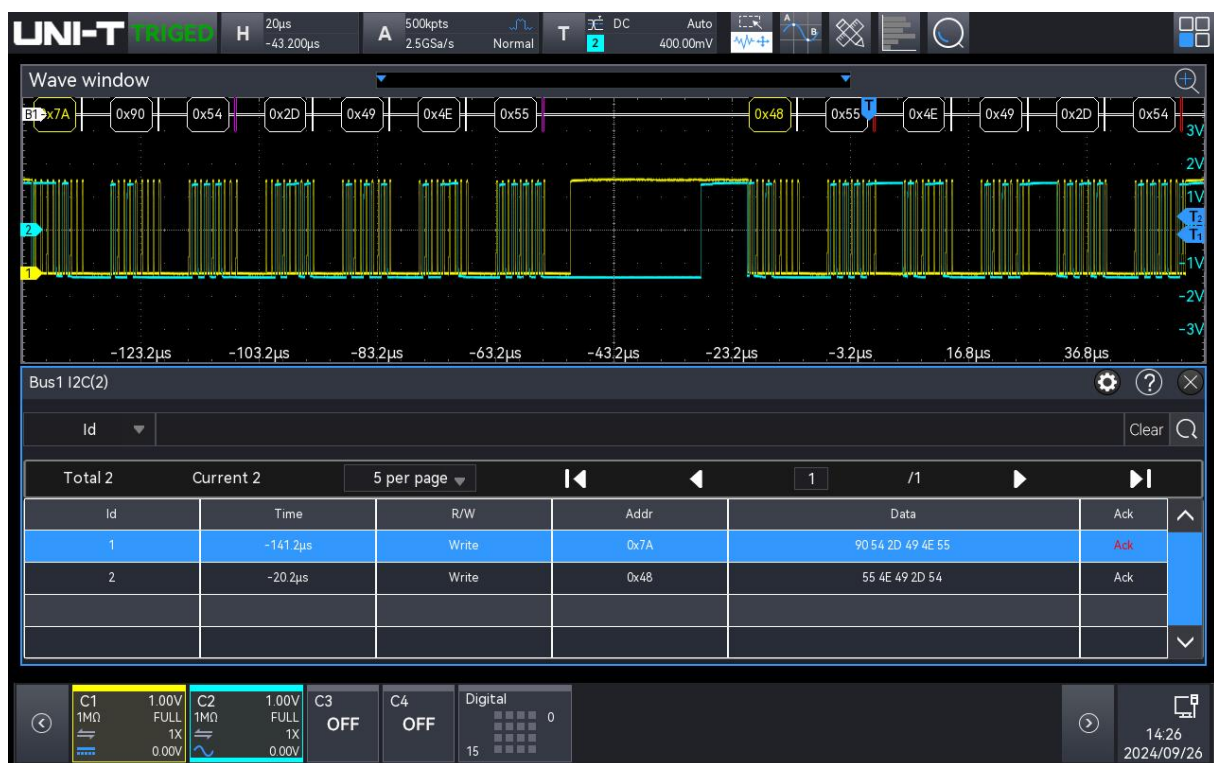 UNI-T TRIGED H 20μs -43.200μs A 500kpts 2.5GSa/s Normal T DC 2 Auto 400.00mV A B
Wave window
B1 0x7A 0x90 0x54 0x2D 0x49 0x4E 0x55 0x48 0x55 T 0x4E 0x49 0x2D 0x54
3V
2V
1V
2 T2
T1
1 -1V
-2V
-3V
-123.2μs -103.2μs -83.2μs -63.2μs -43.2μs -23.2μs -3.2μs 16.8μs 36.8μs
Bus1 I2C(2) ?
Id Clear
Total 2 Current 2 5 per page 1 /1
Id Time R/W Addr Data Ack
1 -141.2μs Write 0x7A 90 54 2D 49 4E 55 Ack
2 -20.2μs Write 0x48 55 4E 49 2D 54 Ack
C1 1.00V C2 1.00V C3 C4 Digital
1MΩ FULL 1MΩ FULL OFF OFF 0
1X 1X 14:26
0.00V 0.00V 15 2024/09/26